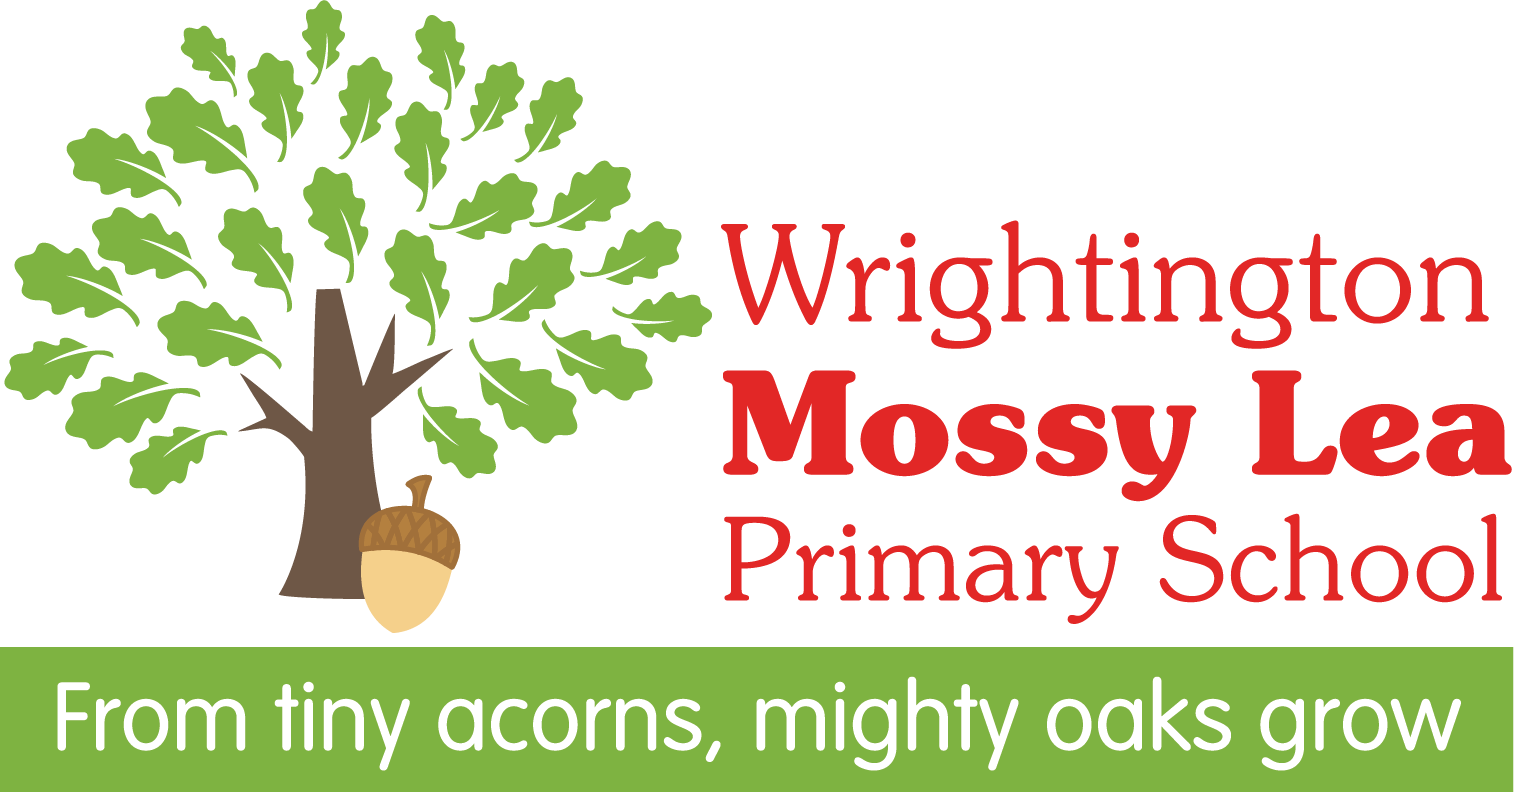 Wrightington
Mossy Lea
Primary School
From tiny acorns, mighty oaks grow